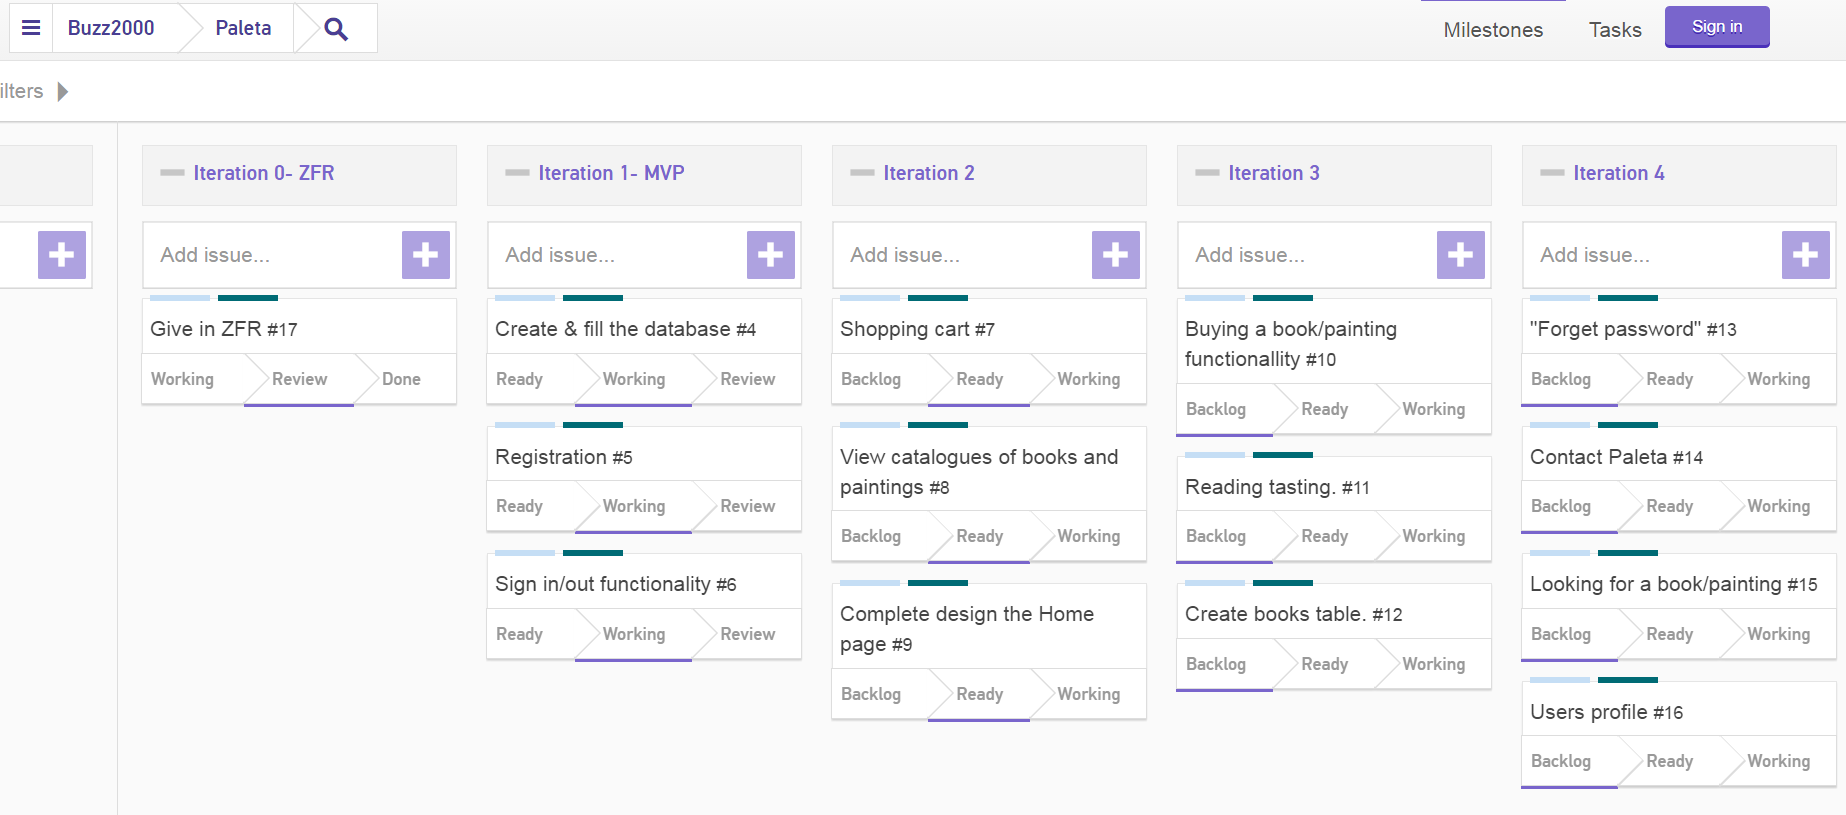 Buzz2000 Paleta
Milestones Tasks Sign in
ilters
Iteration 0- ZFR
Add issue...
Give in ZFR #17
Working Review Done
Iteration 1- MVP
Add issue...
Create & fill the database #4
Ready Working Review
Registration #5
Ready Working Review
Sign in/out functionality #6
Ready Working Review
Iteration 2
Add issue...
Shopping cart #7
Backlog Ready Working
View catalogues of books and
paintings #8
Backlog Ready Working
Complete design the Home
page #9
Backlog Ready Working
Iteration 3
Add issue...
Buying a book/painting
functionallity #10
Backlog Ready Working
Reading tasting. #11
Backlog Ready Working
Create books table. #12
Backlog Ready Working
Iteration 4
Add issue...
"Forget password" #13
Backlog Ready Working
Contact Paleta #14
Backlog Ready Working
Looking for a book/painting #15
Backlog Ready Working
Users profile #16
Backlog Ready Working